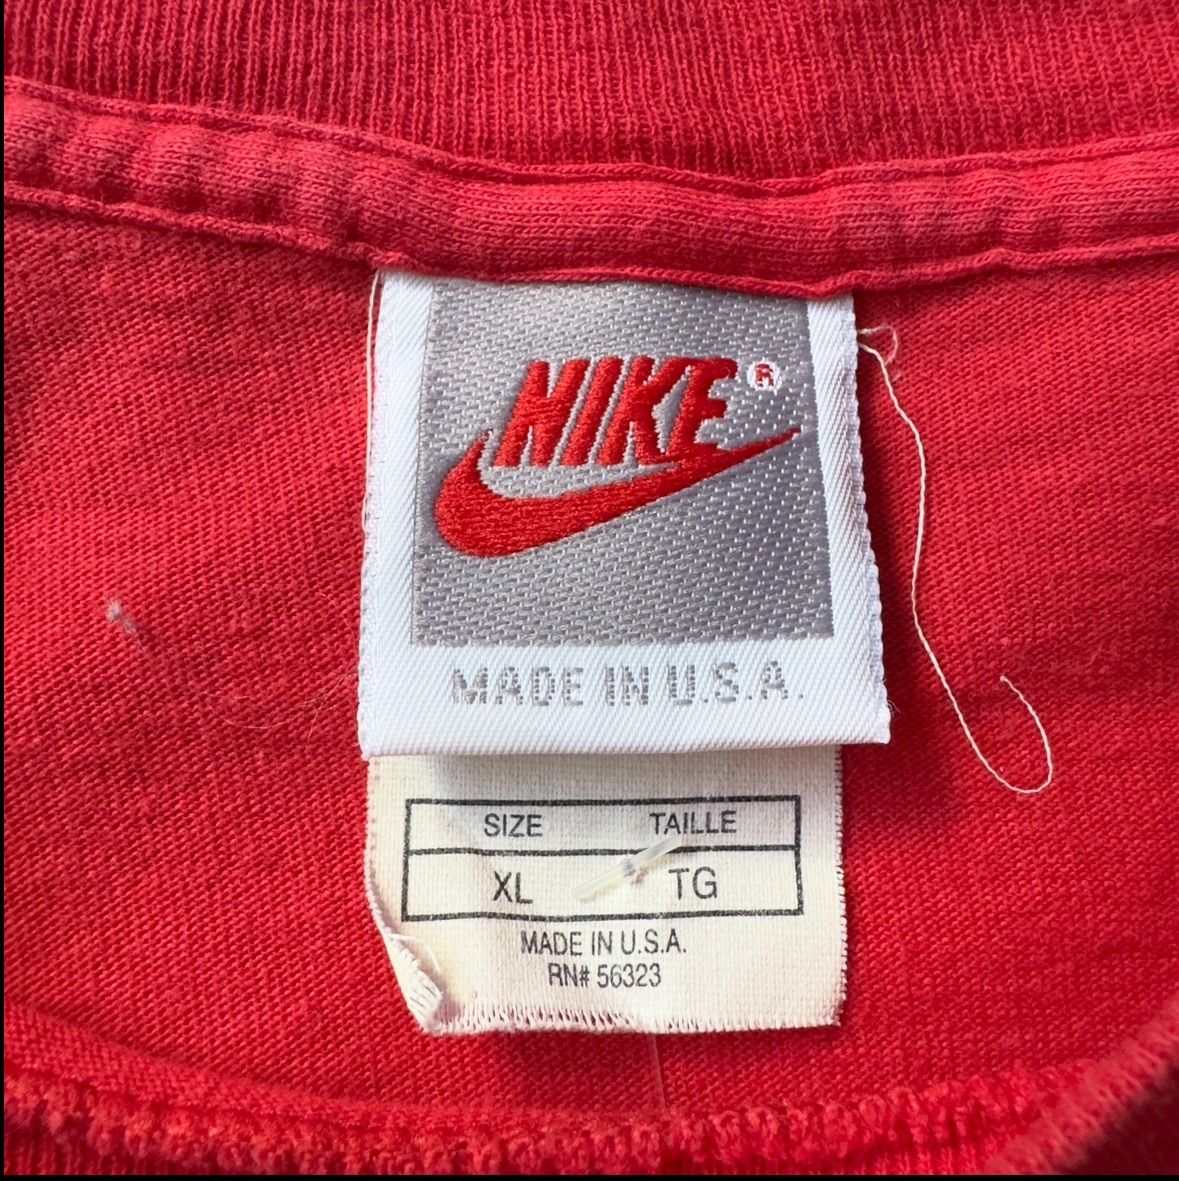 NIKE®
MADE IN U.S.A.
SIZE TAILLE
XL TG
MADE IN U.S.A.
RN# 56323